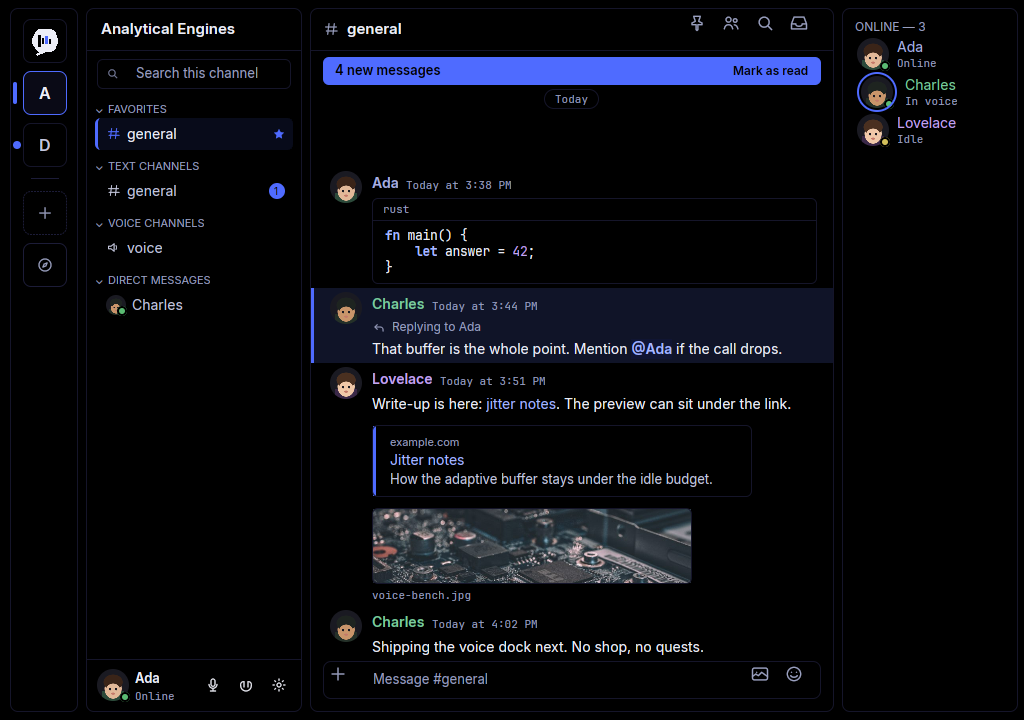 A
D
Analytical Engines
Search this channel
FAVORITES
# general
TEXT CHANNELS
# general 1
VOICE CHANNELS
voice
DIRECT MESSAGES
Charles
Ada
Online
# general
4 new messages Mark as read
Today
Ada Today at 3:38 PM
rust
fn main() {
    let answer = 42;
}
Charles Today at 3:44 PM
Replying to Ada
That buffer is the whole point. Mention @Ada if the call drops.
Lovelace Today at 3:51 PM
Write-up is here: jitter notes. The preview can sit under the link.
example.com
Jitter notes
How the adaptive buffer stays under the idle budget.
voice-bench.jpg
Charles Today at 4:02 PM
Shipping the voice dock next. No shop, no quests.
Message #general
ONLINE — 3
Ada
Online
Charles
In voice
Lovelace
Idle